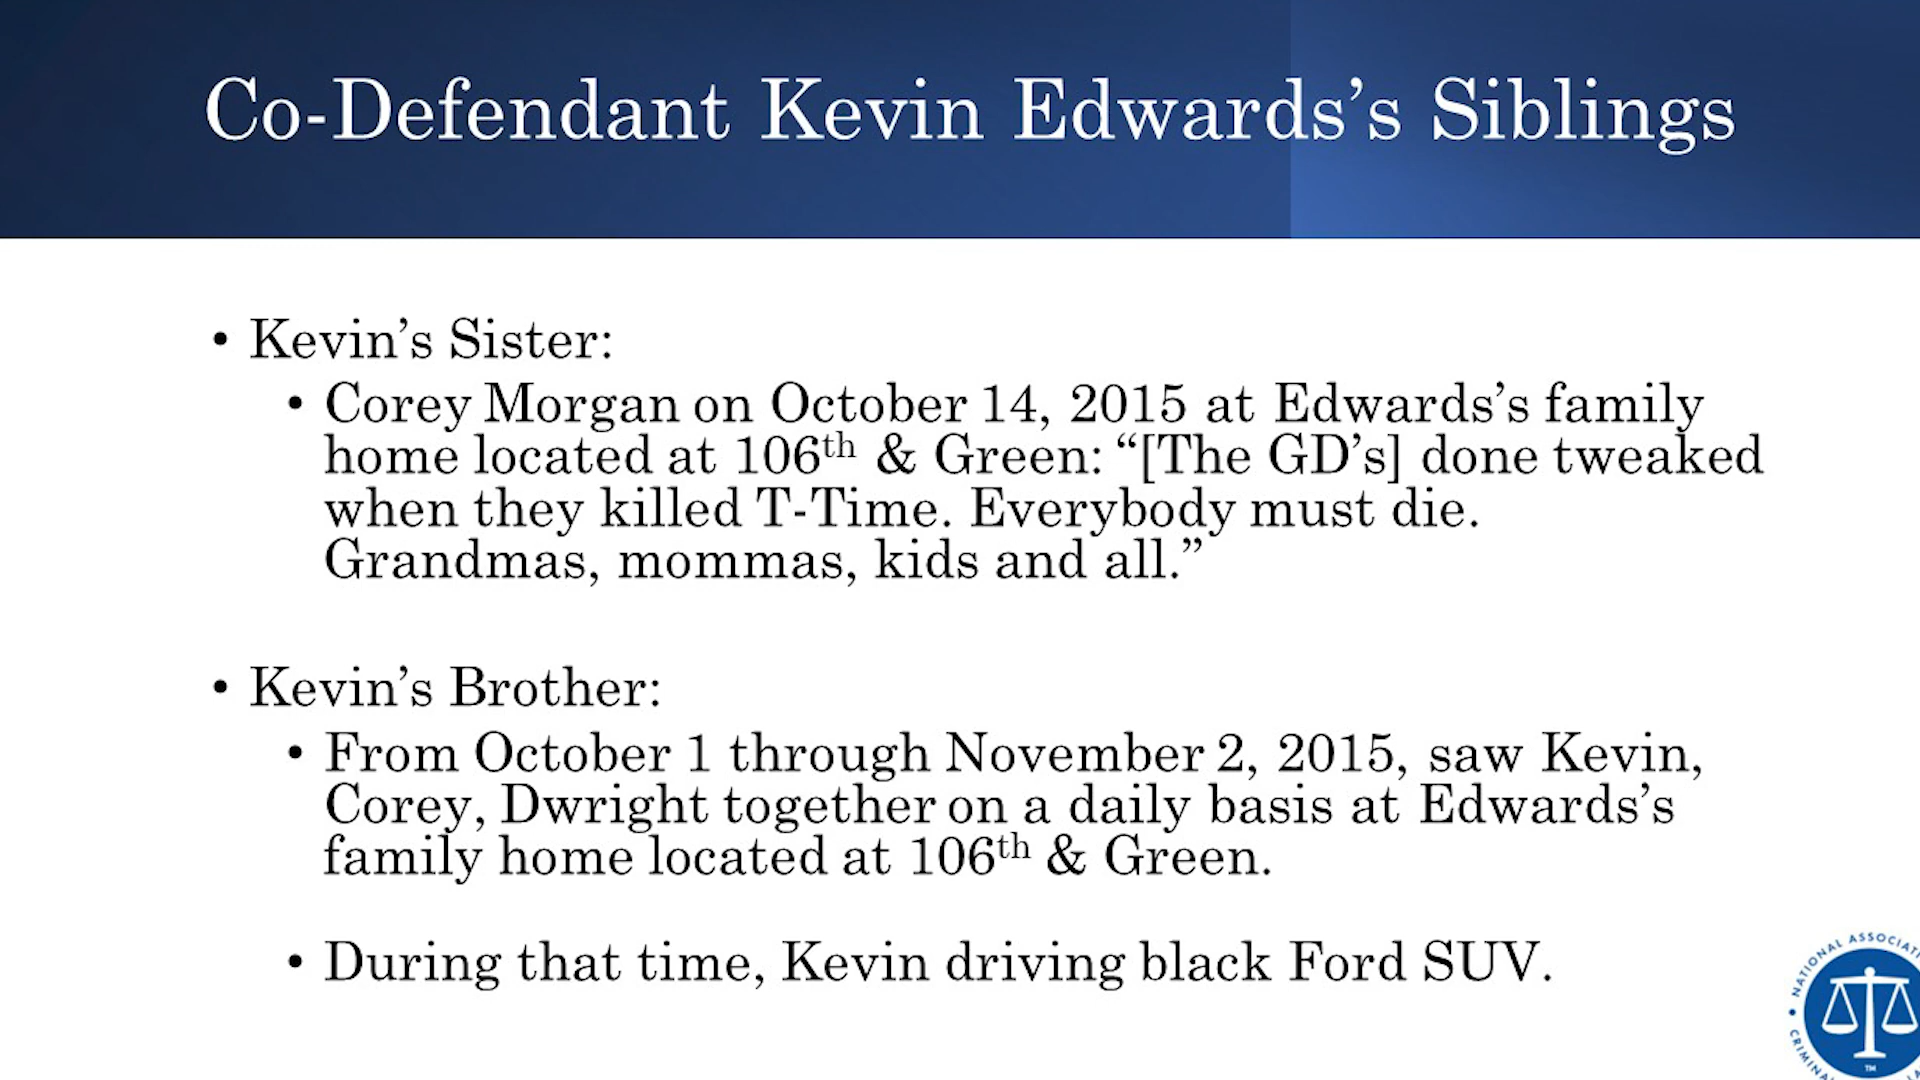 Co-Defendant Kevin Edwards’s Siblings
• Kevin’s Sister:
• Corey Morgan on October 14, 2015 at Edwards’s family
home located at 106th & Green: “[The GD’s] done tweaked
when they killed T-Time. Everybody must die.
Grandmas, mommas, kids and all.”
• Kevin’s Brother:
• From October 1 through November 2, 2015, saw Kevin,
Corey, Dwright together on a daily basis at Edwards’s
family home located at 106th & Green.
• During that time, Kevin driving black Ford SUV.
NATIONAL
TM